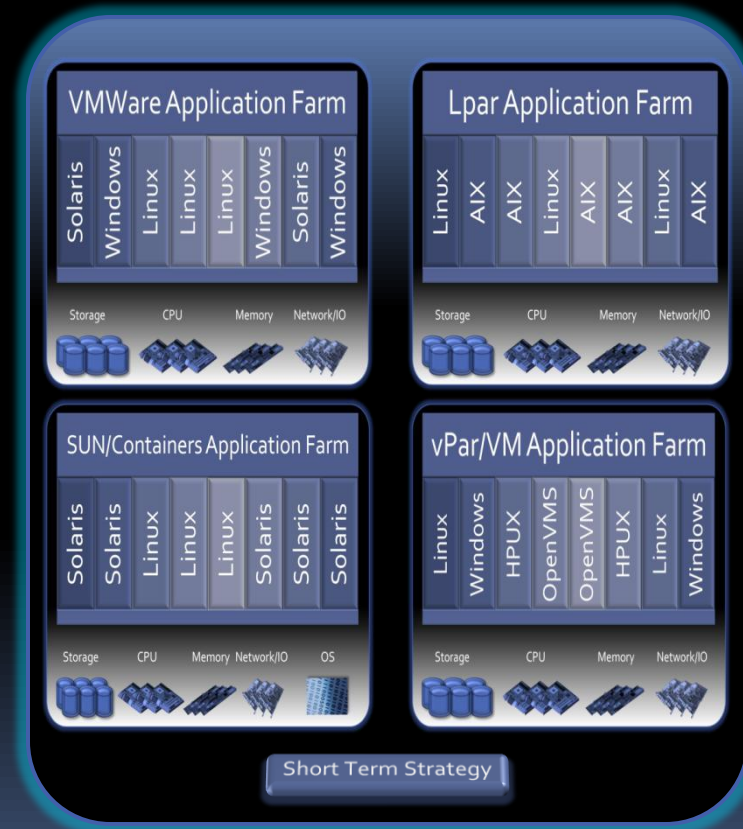 VMWare Application Farm
Solaris
Windows
Linux
Linux
Linux
Windows
Solaris
Windows
Storage CPU Memory Network/IO
Lpar Application Farm
Linux
AIX
AIX
Linux
AIX
AIX
Linux
AIX
Storage CPU Memory Network/IO
SUN/Containers Application Farm
Solaris
Solaris
Linux
Linux
Linux
Solaris
Solaris
Solaris
Storage CPU Memory Network/IO OS
vPar/VM Application Farm
Linux
Windows
HPUX
OpenVMS
OpenVMS
HPUX
Linux
Windows
Storage CPU Memory Network/IO
Short Term Strategy